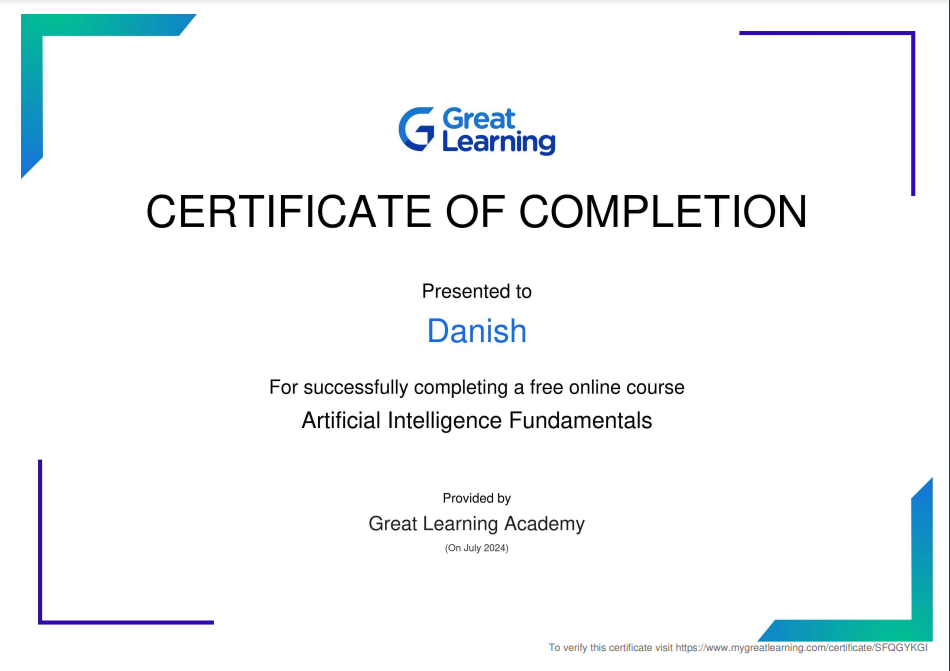 Great
Learning
CERTIFICATE OF COMPLETION
Presented to
Danish
For successfully completing a free online course
Artificial Intelligence Fundamentals
Provided by
Great Learning Academy
(On July 2024)
To verify this certificate visit https://www.mygreatlearning.com/certificate/SFQGYKGI